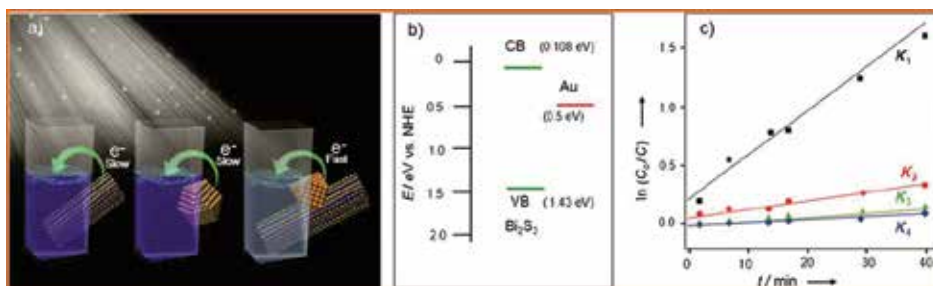 a)
e⁻
Slow
e⁻
Slow
e⁻
Fast
b)
CB (0.108 eV)
0
Au
0.5
(0.5 eV)
E/ eV vs. NHE
1.0
1.5
VB (1.43 eV)
Bi₂S₃
2.0
c)
1.5
K₁
1.0
ln (C₀/C)
0.5
K₂
K₃
0.0
K₄
0 10 20 30 40
t / min